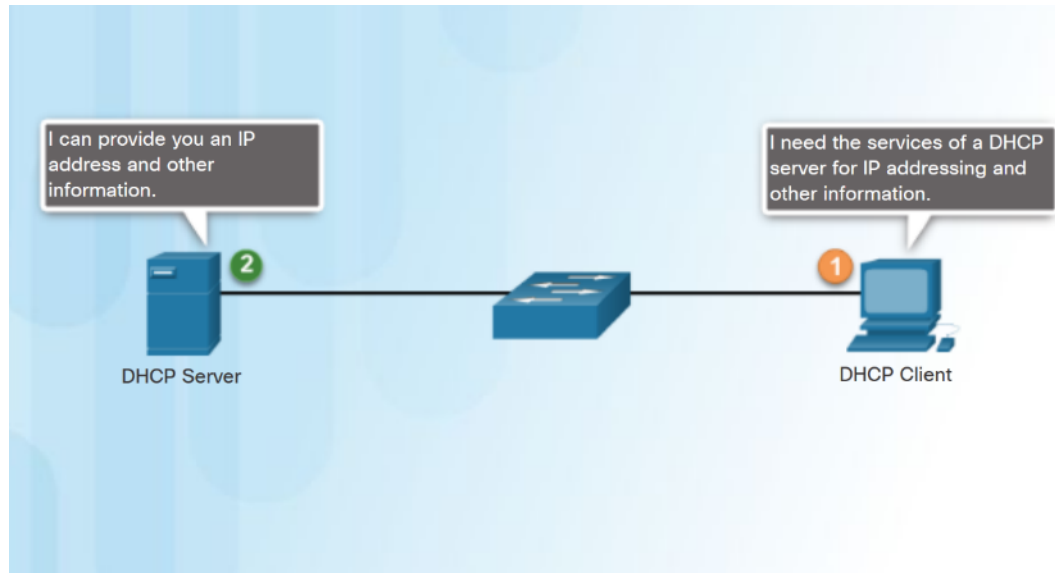 I can provide you an IP
address and other
information.
I need the services of a DHCP
server for IP addressing and
other information.
2
1
DHCP Server
DHCP Client